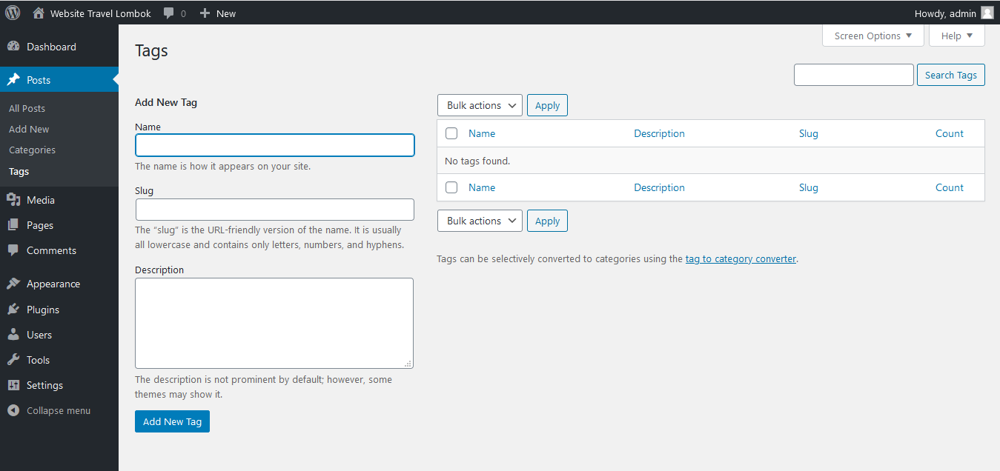 Website Travel Lombok 0 New Howdy, admin
Dashboard
Posts
All Posts
Add New
Categories
Tags
Media
Pages
Comments
Appearance
Plugins
Users
Tools
Settings
Collapse menu
Screen Options Help
Tags
Search Tags
Add New Tag
Name
The name is how it appears on your site.
Slug
The “slug” is the URL-friendly version of the name. It is usually
all lowercase and contains only letters, numbers, and hyphens.
Description
The description is not prominent by default; however, some
themes may show it.
Add New Tag
Bulk actions Apply
Name Description Slug Count
No tags found.
Name Description Slug Count
Bulk actions Apply
Tags can be selectively converted to categories using the tag to category converter.